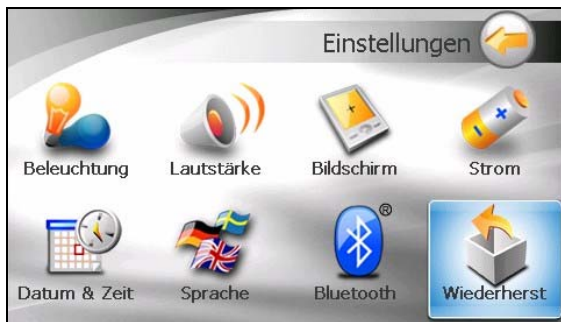 Einstellungen
Beleuchtung Lautstärke Bildschirm Strom
®
Datum & Zeit Sprache Bluetooth Wiederherst